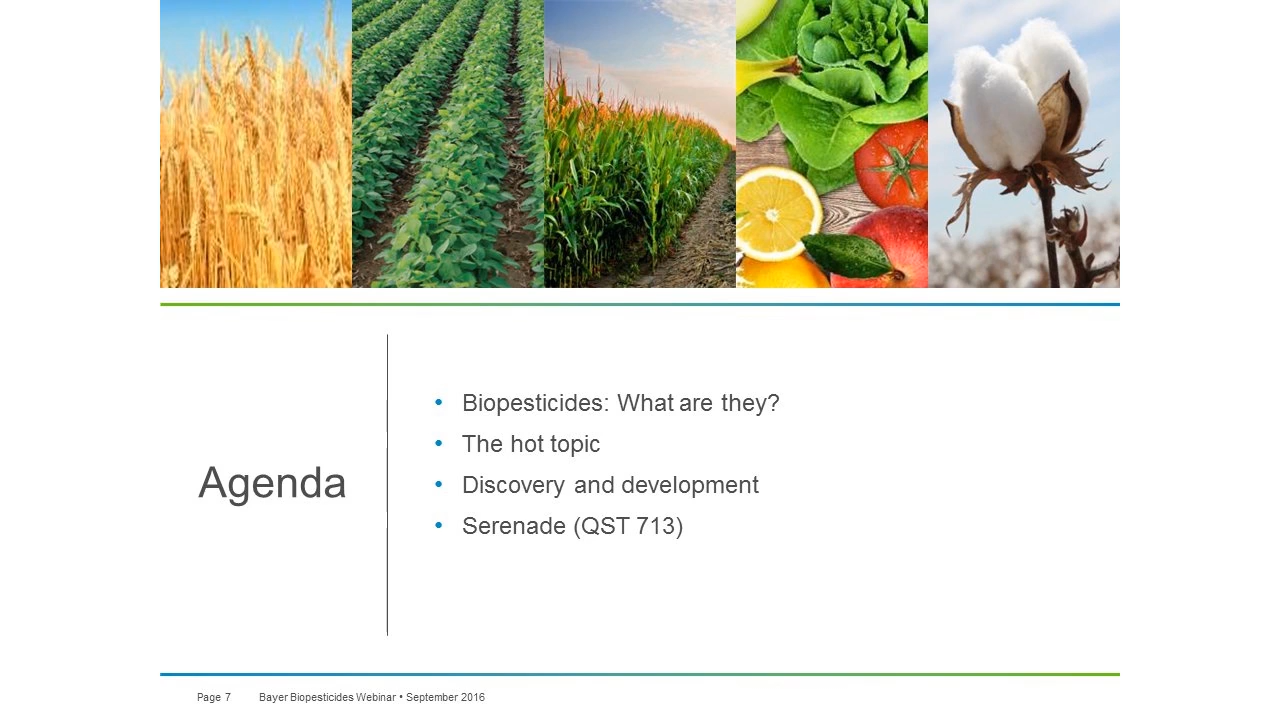 Agenda
• Biopesticides: What are they?
• The hot topic
• Discovery and development
• Serenade (QST 713)
Page 7 Bayer Biopesticides Webinar • September 2016